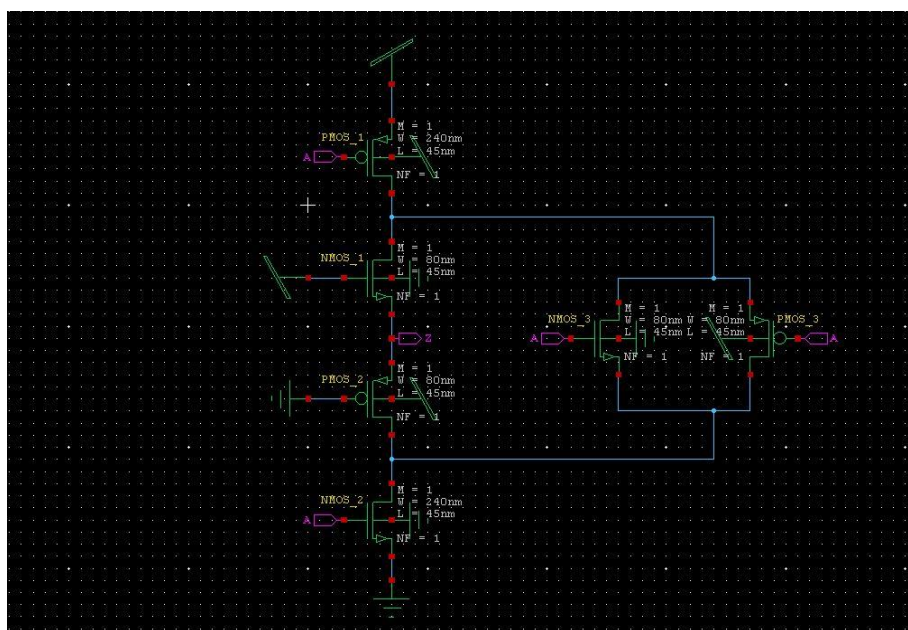 PMOS_1
M = 1
W = 240nm
L = 45nm
NF = 1
A
NMOS_1
M = 1
W = 80nm
L = 45nm
NF = 1
Z
PMOS_2
M = 1
W = 80nm
L = 45nm
NF = 1
NMOS_2
M = 1
W = 240nm
L = 45nm
NF = 1
A
NMOS_3
M = 1
W = 80nm
L = 45nm
NF = 1
A
PMOS_3
M = 1
W = 80nm
L = 45nm
NF = 1
A